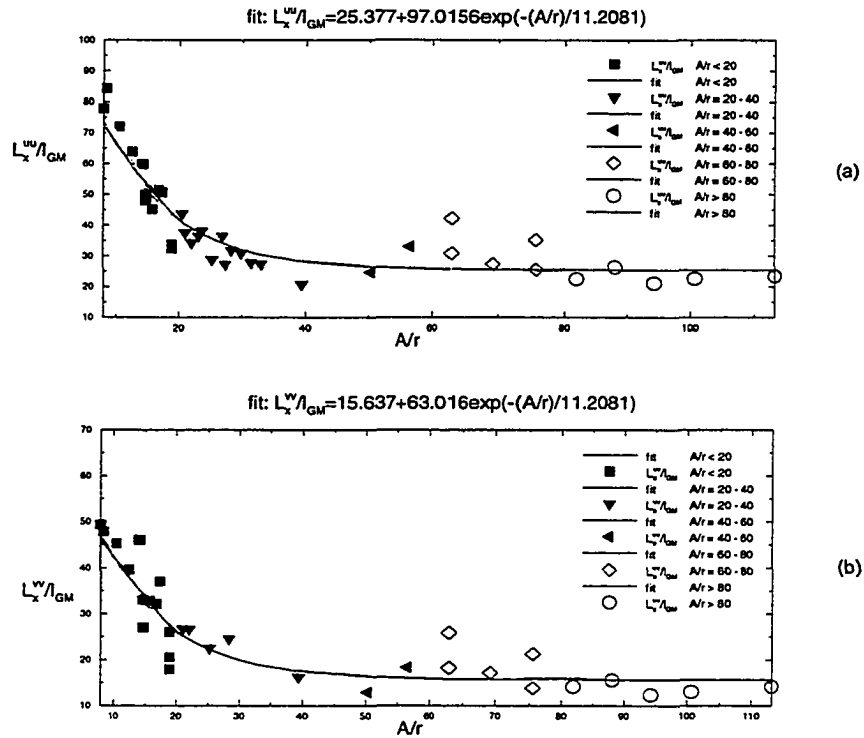 fit: L_x^uu/l_GM=25.377+97.0156exp(-(A/r)/11.2081)
100
90
80
70
60
50
40
30
20
10
L_x^uu/l_GM
20
40
60
80
100
A/r
L_x^uu/l_GM A/r < 20
fit A/r < 20
L_x^uu/l_GM A/r = 20 - 40
fit A/r = 20 - 40
L_x^uu/l_GM A/r = 40 - 60
fit A/r = 40 - 60
L_x^uu/l_GM A/r = 60 - 80
fit A/r = 60 - 80
L_x^uu/l_GM A/r > 80
fit A/r > 80
(a)
fit: L_x^vv/l_GM=15.637+63.016exp(-(A/r)/11.2081)
70
60
50
40
30
20
10
L_x^vv/l_GM
10
20
30
40
50
60
70
80
90
100
110
A/r
fit A/r < 20
L_x^vv/l_GM A/r < 20
fit A/r = 20 - 40
L_x^vv/l_GM A/r = 20 - 40
fit A/r = 40 - 60
L_x^vv/l_GM A/r = 40 - 60
fit A/r = 60 - 80
L_x^vv/l_GM A/r = 60 - 80
fit A/r > 80
L_x^vv/l_GM A/r > 80
(b)